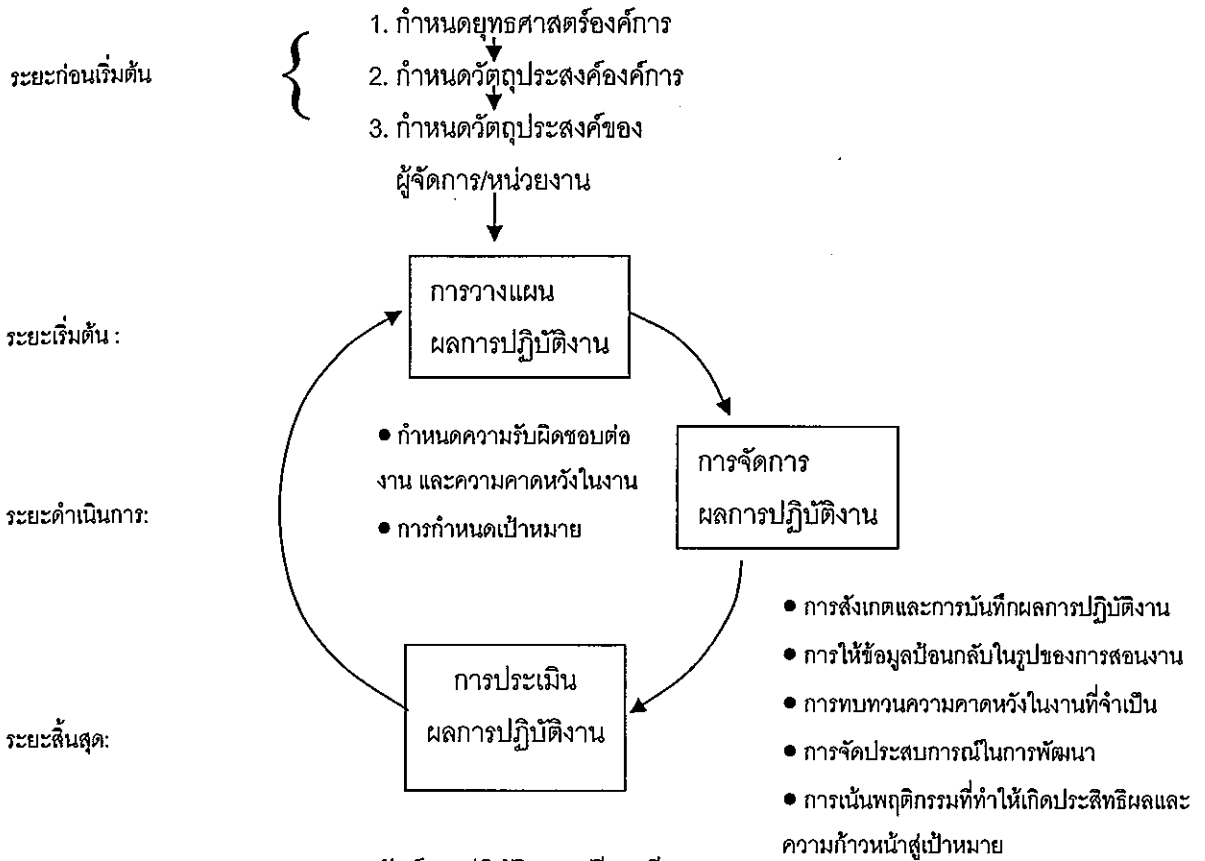 1. กำหนดยุทธศาสตร์องค์การ
ระยะก่อนเริ่มต้น
2. กำหนดวัตถุประสงค์องค์การ
3. กำหนดวัตถุประสงค์ของ
ผู้จัดการ/หน่วยงาน
การวางแผน
ผลการปฏิบัติงาน
ระยะเริ่มต้น :
● กำหนดความรับผิดชอบต่อ
งาน และความคาดหวังในงาน
● การกำหนดเป้าหมาย
การจัดการ
ผลการปฏิบัติงาน
ระยะดำเนินการ:
● การสังเกตและการบันทึกผลการปฏิบัติงาน
● การให้ข้อมูลป้อนกลับในรูปของการสอนงาน
● การทบทวนความคาดหวังในงานที่จำเป็น
● การจัดประสบการณ์ในการพัฒนา
● การเน้นพฤติกรรมที่ทำให้เกิดประสิทธิผลและ
ความก้าวหน้าสู่เป้าหมาย
การประเมิน
ผลการปฏิบัติงาน
ระยะสิ้นสุด: